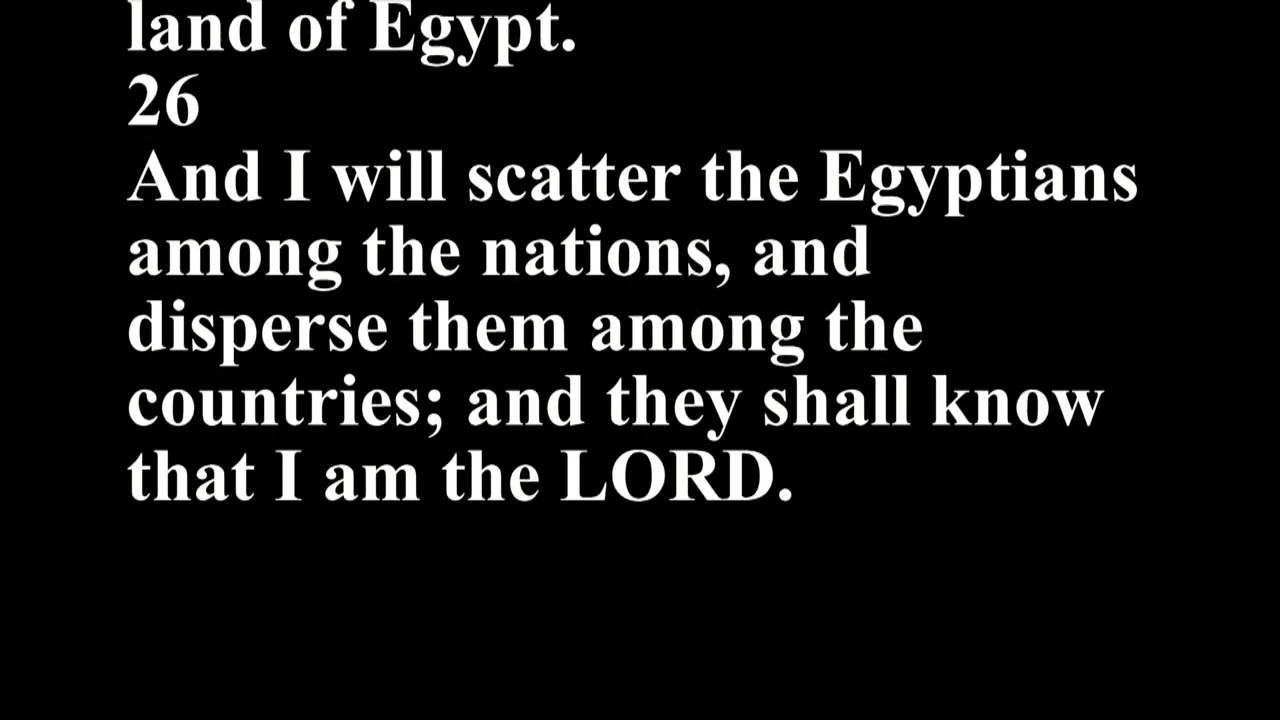 land of Egypt.
26
And I will scatter the Egyptians
among the nations, and
disperse them among the
countries; and they shall know
that I am the LORD.